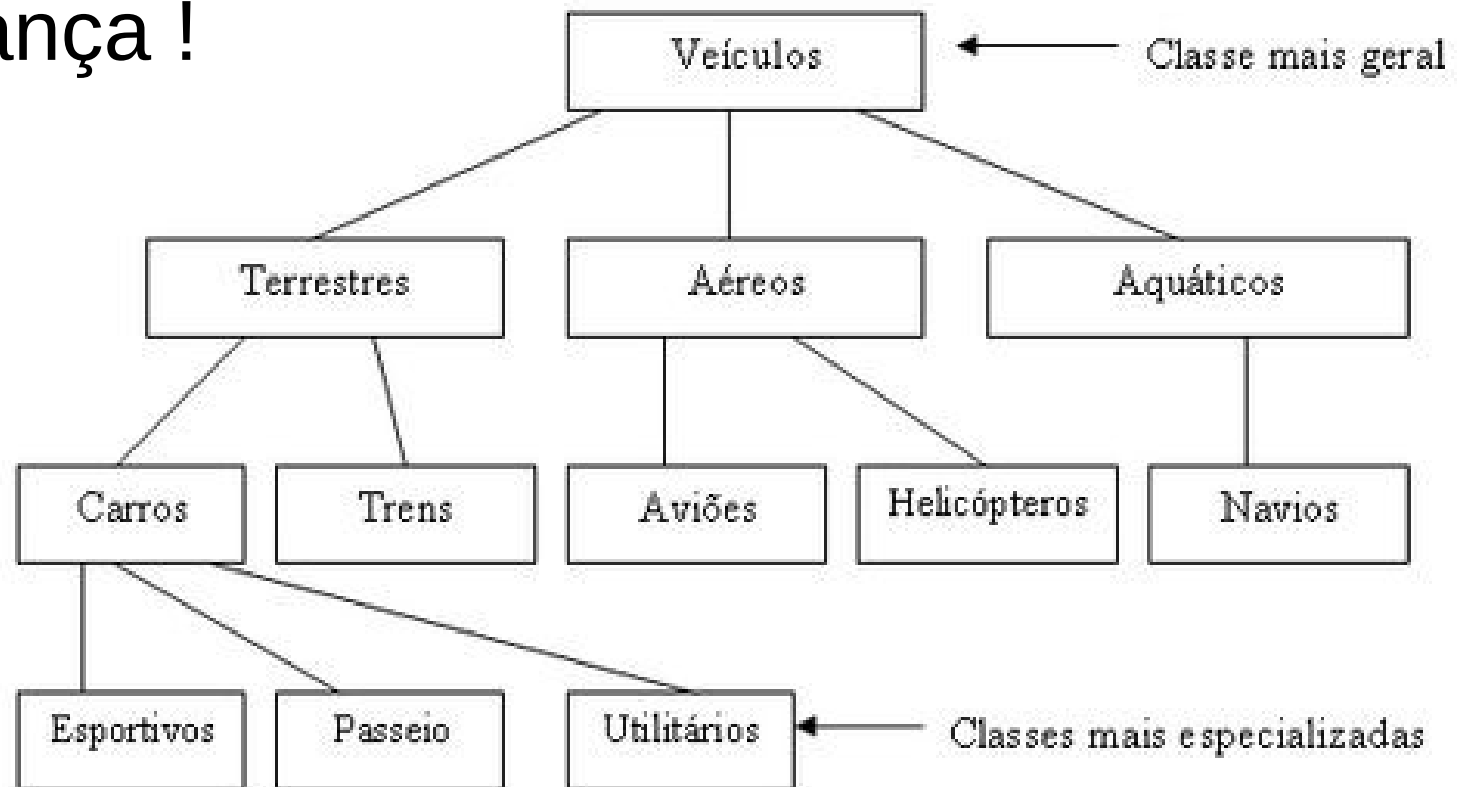 ança !
Veículos
Classe mais geral
Terrestres
Aéreos
Aquáticos
Carros
Trens
Aviões
Helicópteros
Navios
Esportivos
Passeio
Utilitários
Classes mais especializadas